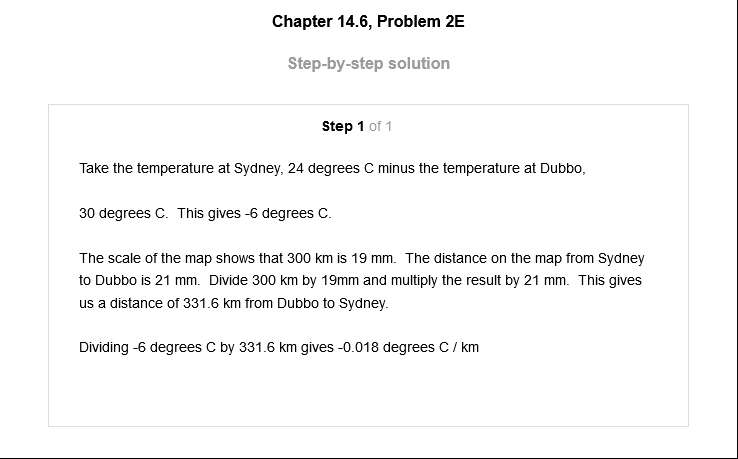 Chapter 14.6, Problem 2E
Step-by-step solution
Step 1 of 1
Take the temperature at Sydney, 24 degrees C minus the temperature at Dubbo,
30 degrees C.  This gives -6 degrees C.
The scale of the map shows that 300 km is 19 mm.  The distance on the map from Sydney
to Dubbo is 21 mm.  Divide 300 km by 19mm and multiply the result by 21 mm.  This gives
us a distance of 331.6 km from Dubbo to Sydney.
Dividing -6 degrees C by 331.6 km gives -0.018 degrees C / km